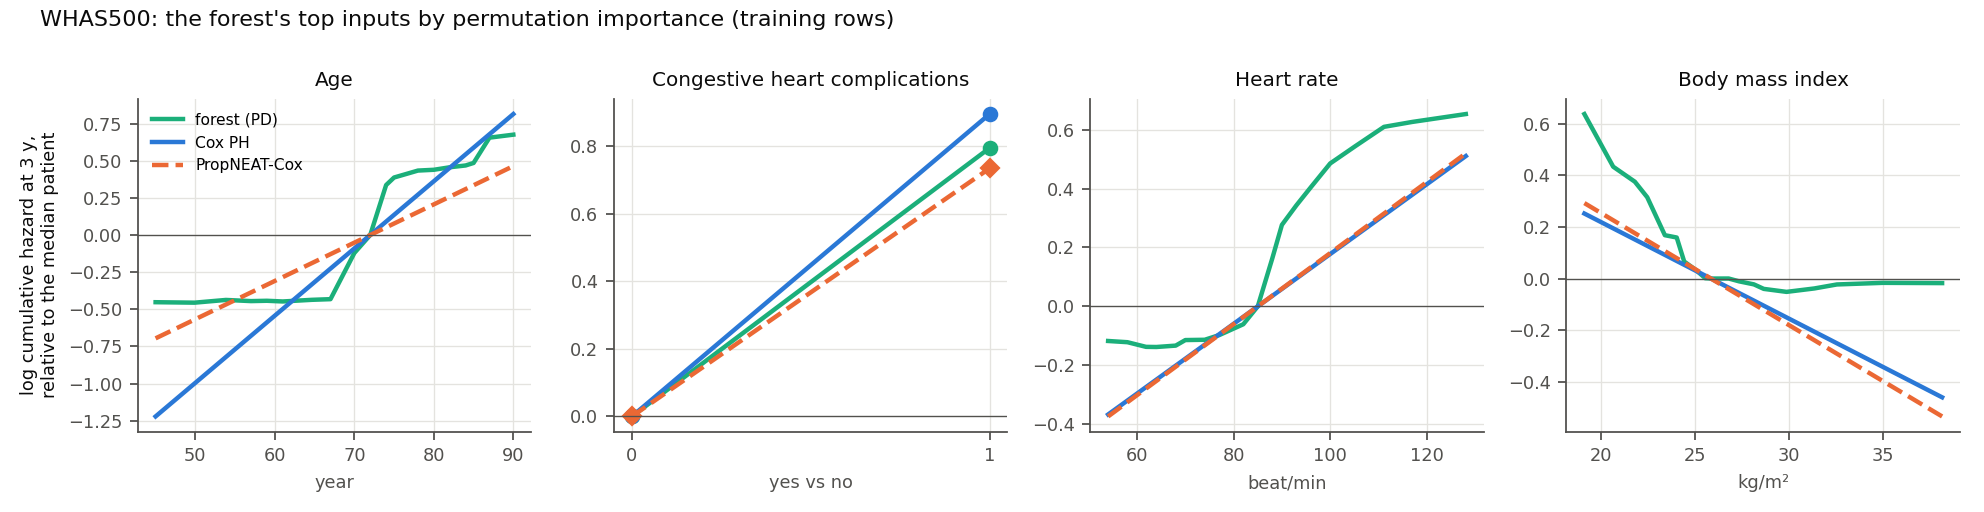 WHAS500: the forest's top inputs by permutation importance (training rows)
Age
log cumulative hazard at 3 y,
relative to the median patient
0.75
0.50
0.25
0.00
−0.25
−0.50
−0.75
−1.00
−1.25
forest (PD)
Cox PH
PropNEAT-Cox
50 60 70 80 90
year
Congestive heart complications
0.8
0.6
0.4
0.2
0.0
0 1
yes vs no
Heart rate
0.6
0.4
0.2
0.0
−0.2
−0.4
60 80 100 120
beat/min
Body mass index
0.6
0.4
0.2
0.0
−0.2
−0.4
20 25 30 35
kg/m²